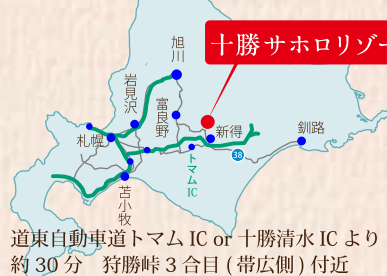 十勝サホロリゾー
旭川
岩見沢
富良野
札幌
新得
釧路
トマムIC
38
苫小牧
道東自動車道トマム IC or 十勝清水 IC より
約 30 分　狩勝峠 3 合目 ( 帯広側 ) 付近